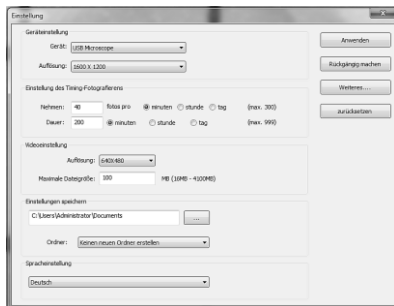 Einstellung
Geräteinstellung
Gerät: USB Microscope
Auflösung: 1600 X 1200
Einstellung des Timing-Fotografierens
Nehmen: 40 fotos pro minuten stunde tag (max. 300)
Dauer: 200 minuten stunde tag (max. 999)
Videoeinstellung
Auflösung: 640X480
Maximale Dateigröße: 100 MB (16MB - 4100MB)
Einstellungen speichern
C:\Users\Administrator\Documents ...
Ordner: Keinen neuen Ordner erstellen
Spracheinstellung
Deutsch
Anwenden
Rückgängig machen
Weiteres....
zurücksetzen